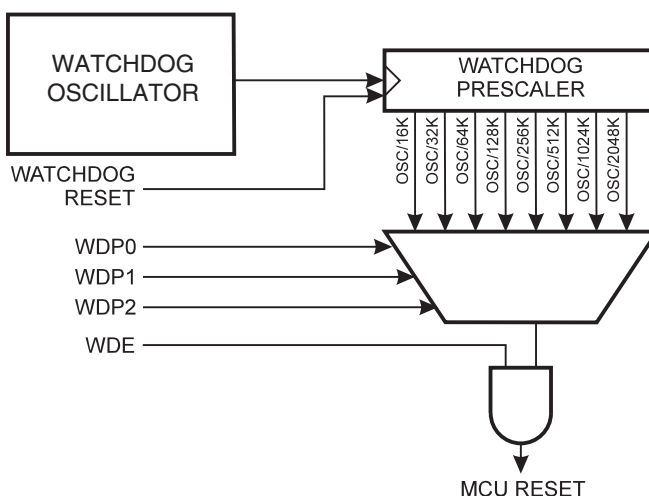 WATCHDOG
OSCILLATOR
WATCHDOG
PRESCALER
WATCHDOG
RESET
OSC/16K
OSC/32K
OSC/64K
OSC/128K
OSC/256K
OSC/512K
OSC/1024K
OSC/2048K
WDP0
WDP1
WDP2
WDE
MCU RESET